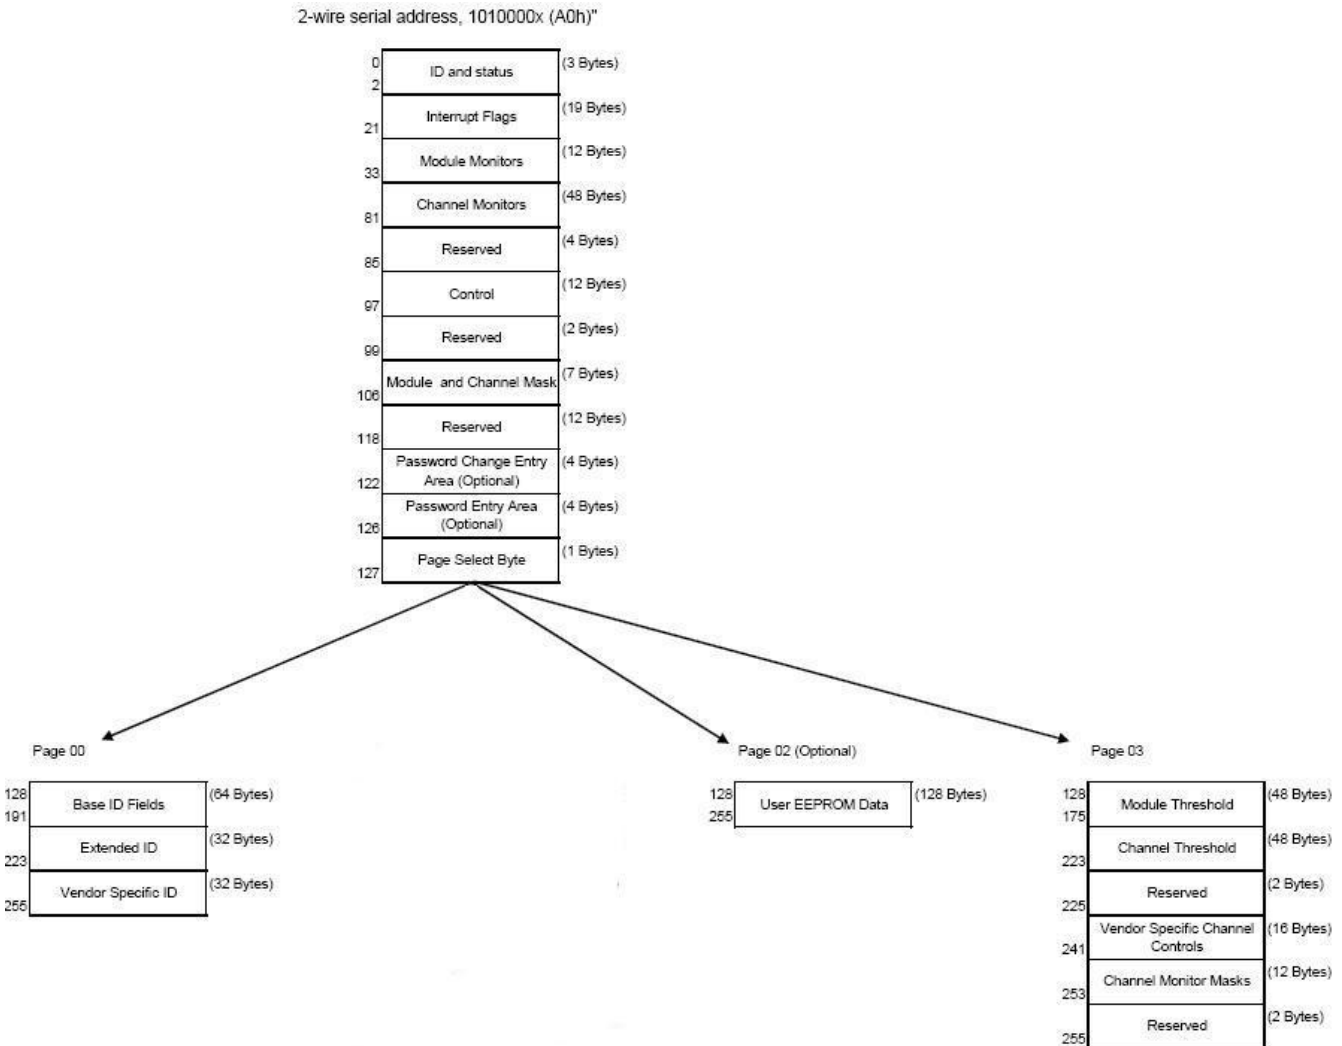 2-wire serial address, 1010000x (A0h)"
0
2
ID and status
(3 Bytes)
21
Interrupt Flags
(19 Bytes)
33
Module Monitors
(12 Bytes)
81
Channel Monitors
(48 Bytes)
85
Reserved
(4 Bytes)
97
Control
(12 Bytes)
99
Reserved
(2 Bytes)
106
Module and Channel Mask
(7 Bytes)
118
Reserved
(12 Bytes)
122
Password Change Entry
Area (Optional)
(4 Bytes)
126
Password Entry Area
(Optional)
(4 Bytes)
127
Page Select Byte
(1 Bytes)
Page 00
128
191
Base ID Fields
(64 Bytes)
223
Extended ID
(32 Bytes)
255
Vendor Specific ID
(32 Bytes)
Page 02 (Optional)
128
255
User EEPROM Data
(128 Bytes)
Page 03
128
175
Module Threshold
(48 Bytes)
223
Channel Threshold
(48 Bytes)
225
Reserved
(2 Bytes)
241
Vendor Specific Channel
Controls
(16 Bytes)
253
Channel Monitor Masks
(12 Bytes)
255
Reserved
(2 Bytes)